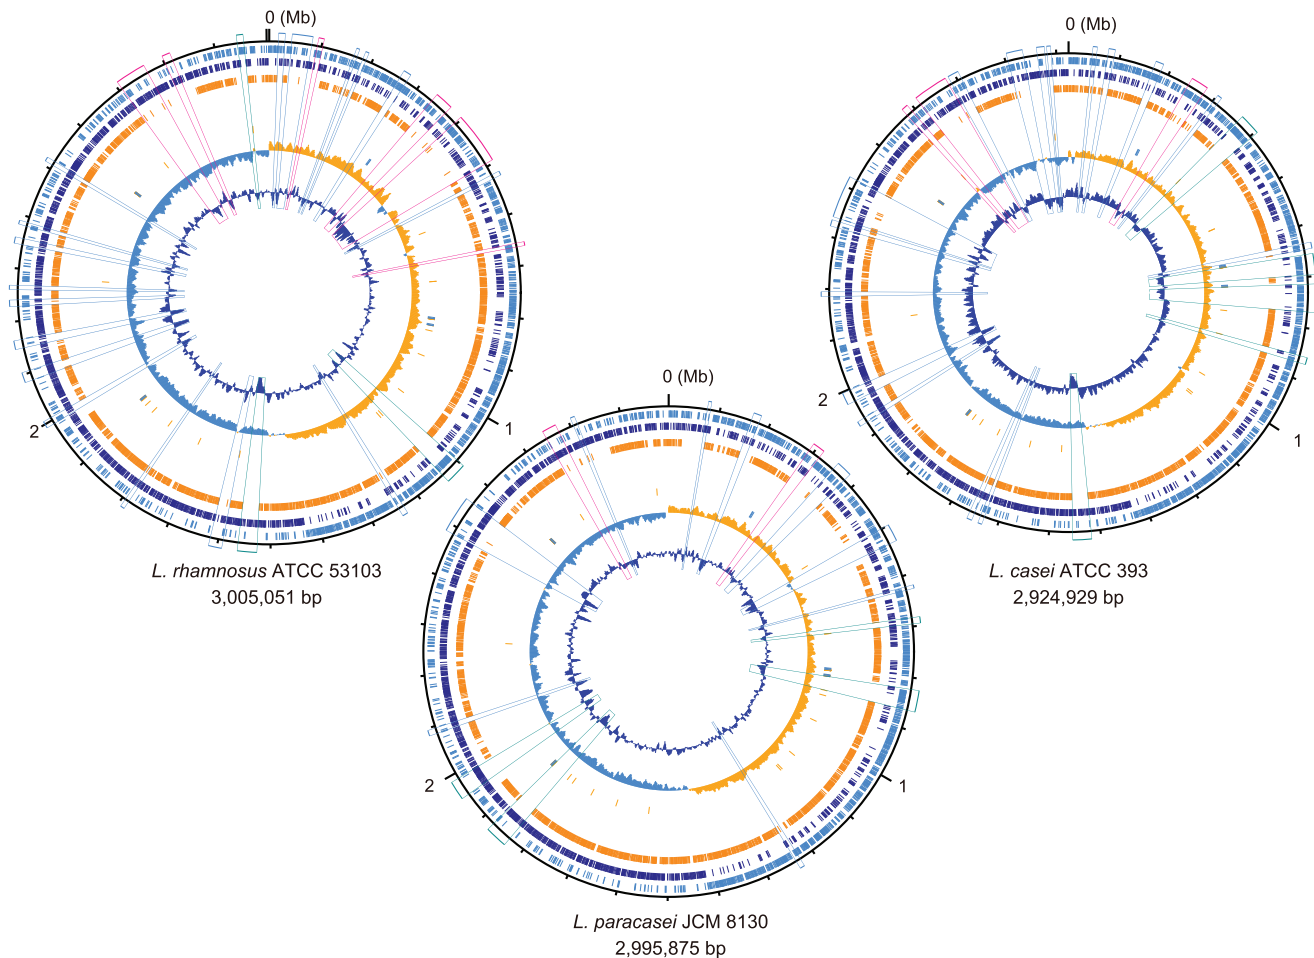 0 (Mb)
1
2
L. rhamnosus ATCC 53103
3,005,051 bp
0 (Mb)
1
2
L. casei ATCC 393
2,924,929 bp
0 (Mb)
1
2
L. paracasei JCM 8130
2,995,875 bp